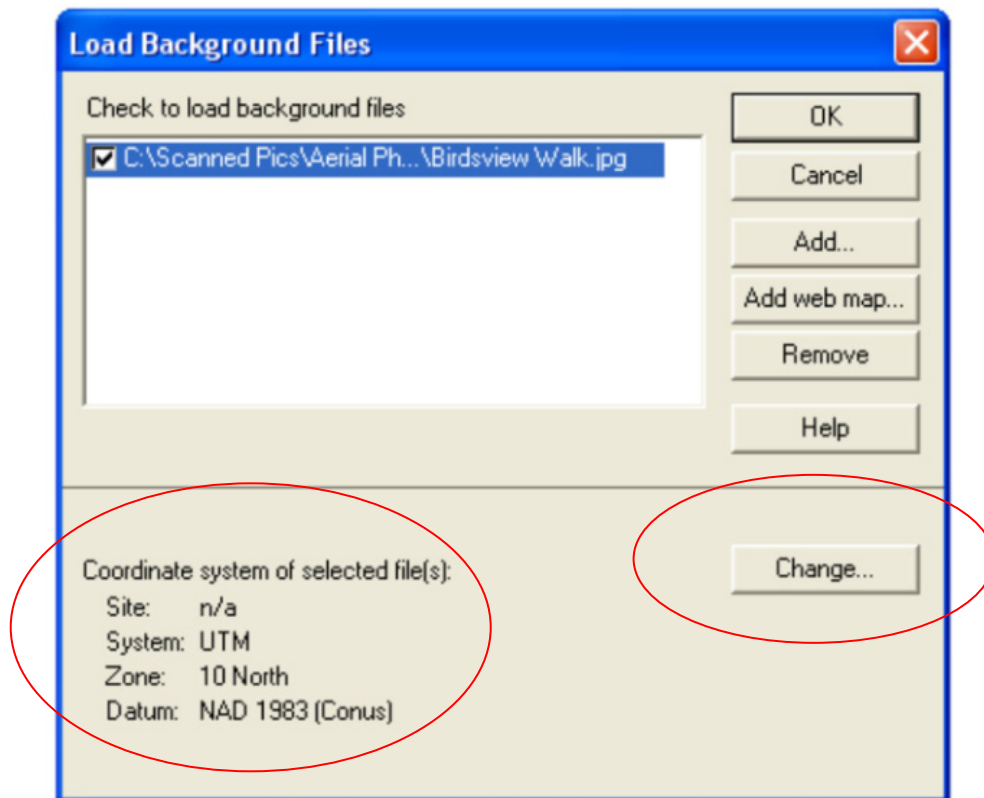 Load Background Files
Check to load background files
C:\Scanned Pics\Aerial Ph...\Birdsview Walk.jpg
OK
Cancel
Add...
Add web map...
Remove
Help
Coordinate system of selected file(s):
Site: n/a
System: UTM
Zone: 10 North
Datum: NAD 1983 (Conus)
Change...